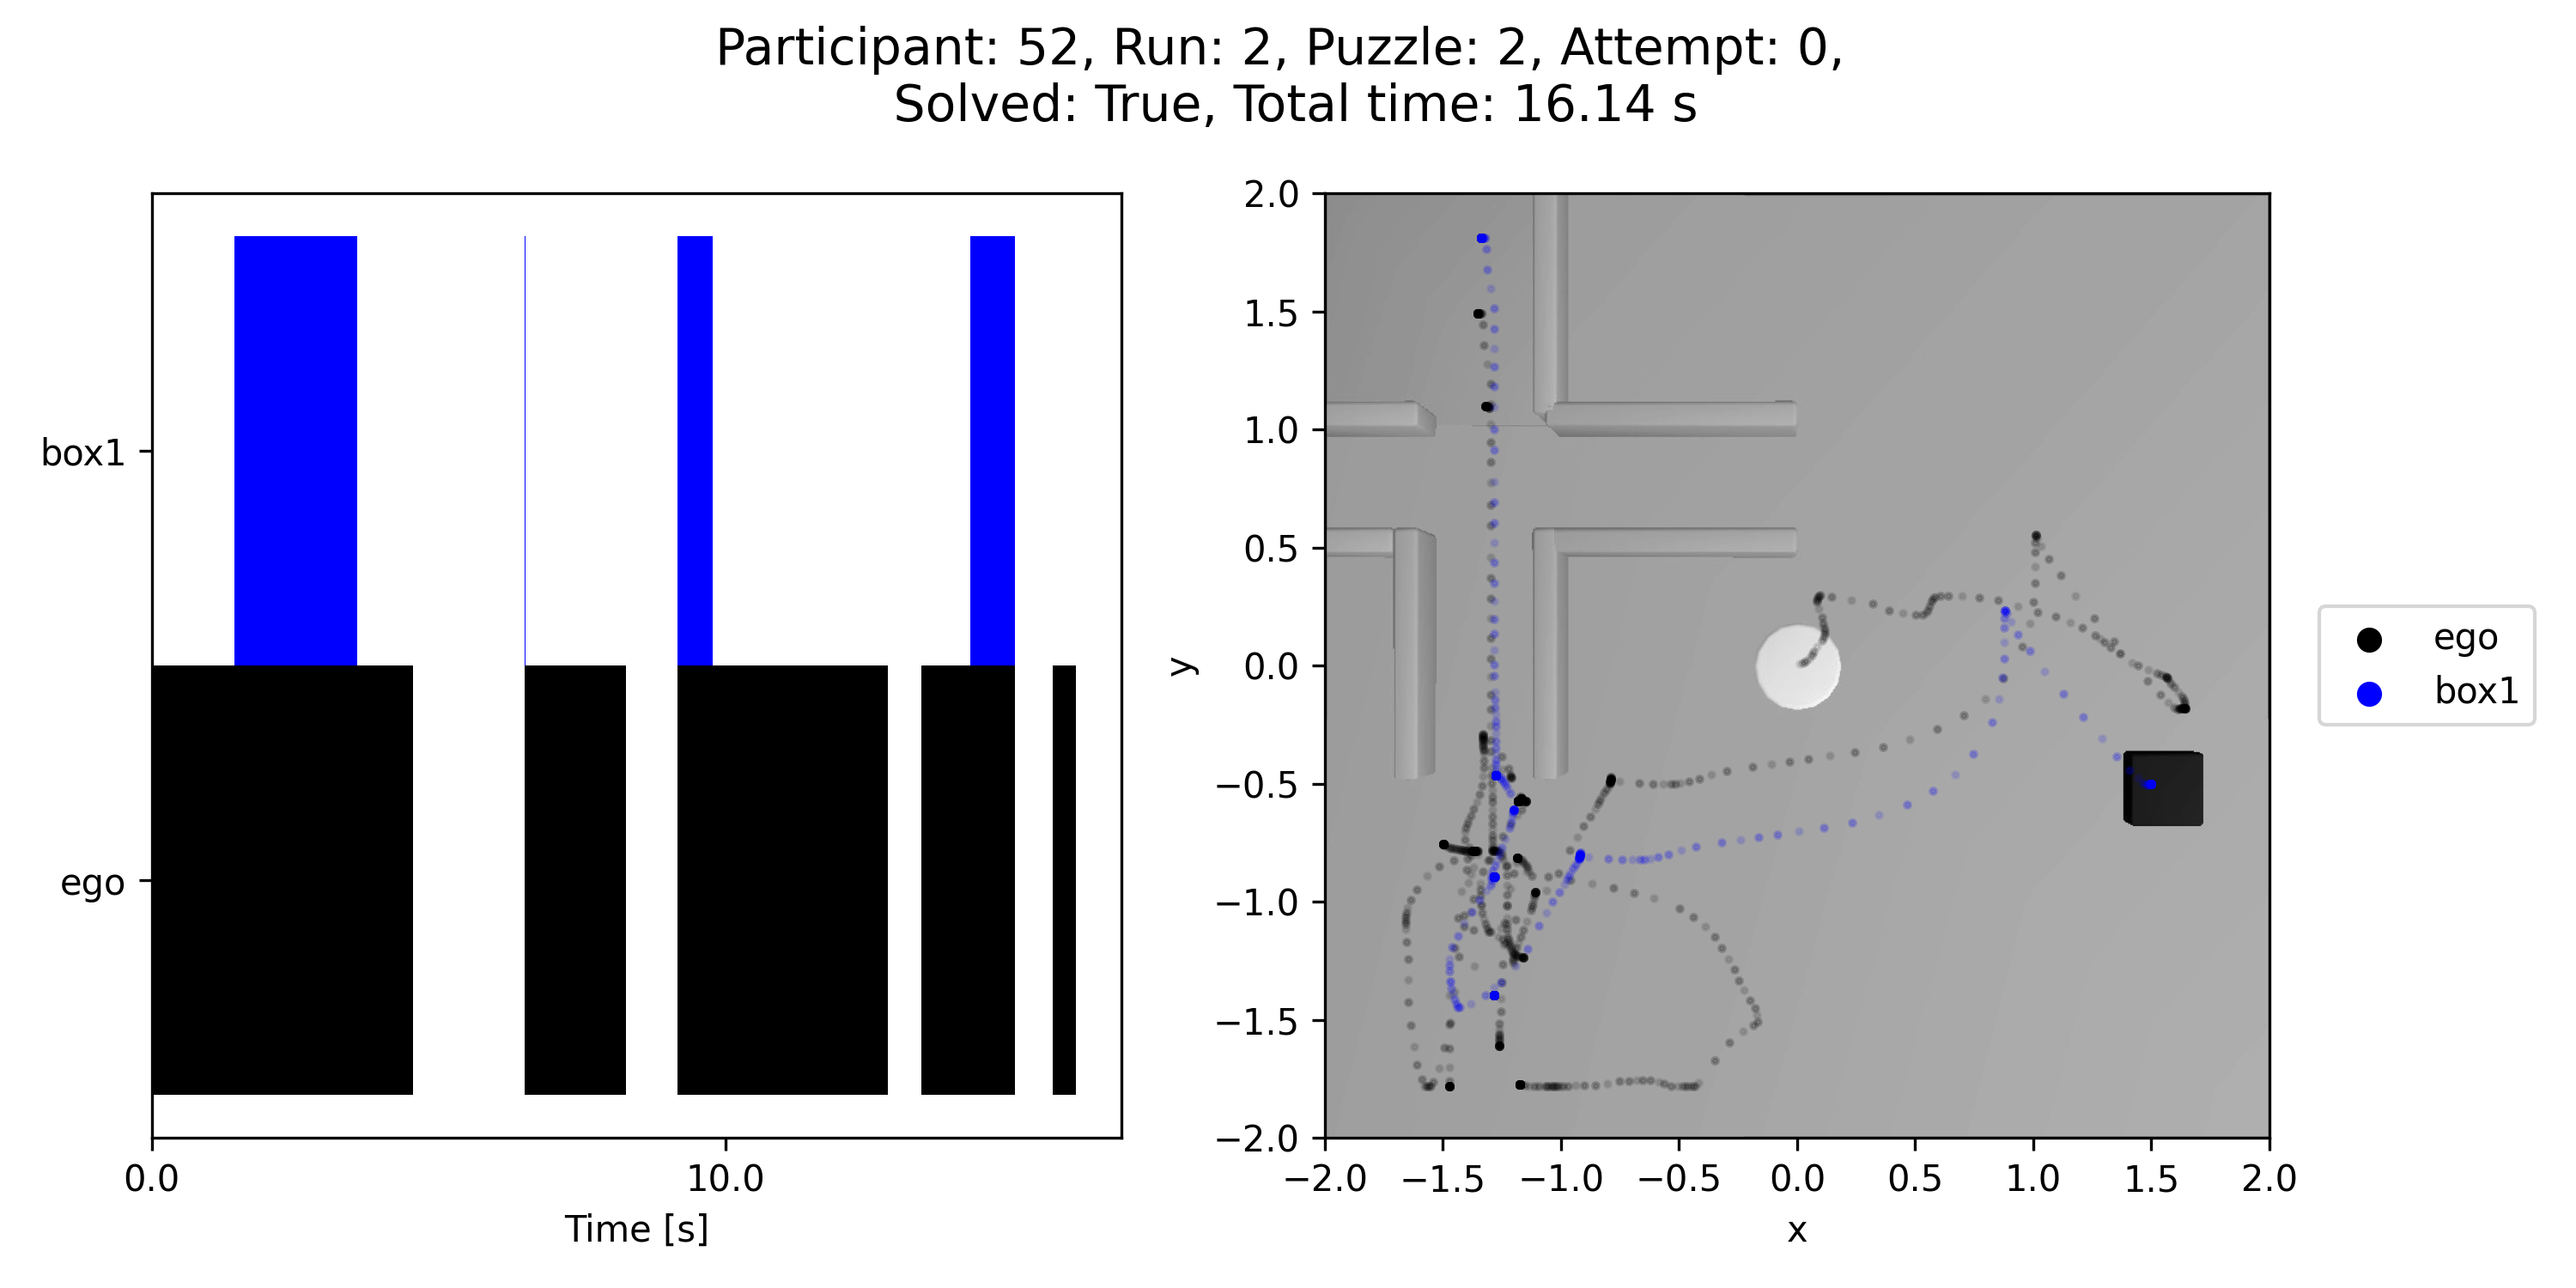 Participant: 52, Run: 2, Puzzle: 2, Attempt: 0,
Solved: True, Total time: 16.14 s
box1
ego
0.0
10.0
Time [s]
2.0
1.5
1.0
0.5
0.0
−0.5
−1.0
−1.5
−2.0
y
−2.0
−1.5
−1.0
−0.5
0.0
0.5
1.0
1.5
2.0
x
ego
box1